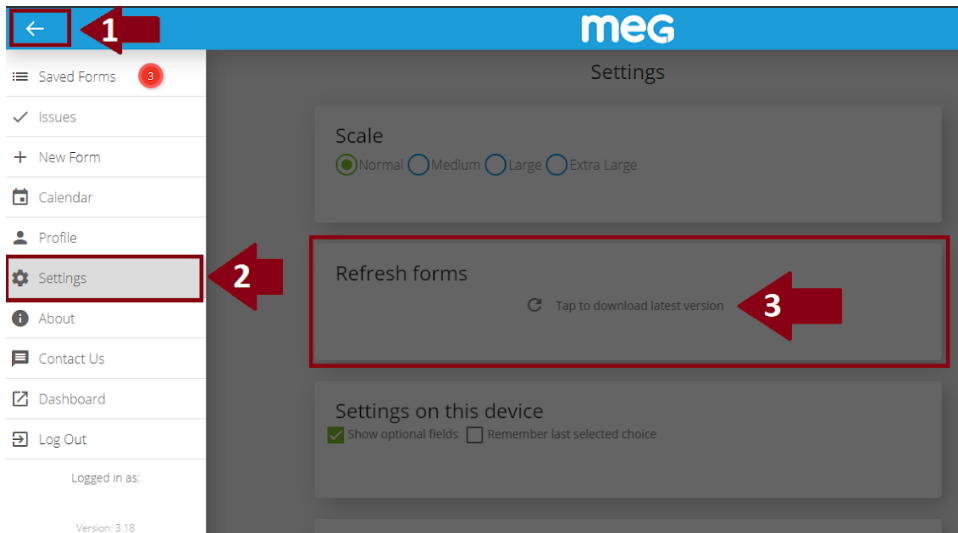 1
meG
Saved Forms 3
Issues
New Form
Calendar
Profile
Settings
About
Contact Us
Dashboard
Log Out
Logged in as:
Version: 3.18
2
Settings
Scale
Normal Medium Large Extra Large
Refresh forms
Tap to download latest version
3
Settings on this device
Show optional fields Remember last selected choice